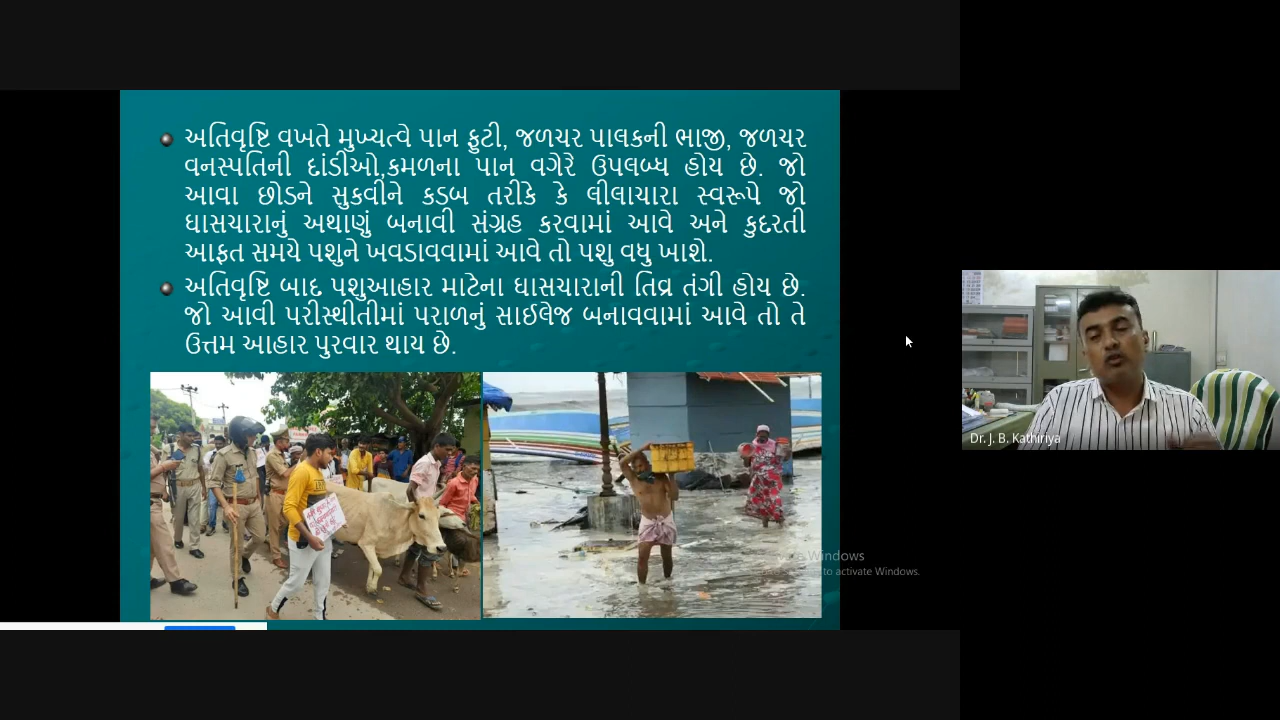 અતિવૃષ્ટિ વખતે મુખ્યત્વે પાન ફુટી, જળચર પાલકની ભાજી, જળચર
વનસ્પતિની દાંડીઓ,કમળના પાન વગેરે ઉપલબ્ધ હોય છે. જો
આવા છોડને સુકવીને કડબ તરીકે કે લીલાચારા સ્વરૂપે જો
ઘાસચારાનું અથાણું બનાવી સંગ્રહ કરવામાં આવે અને કુદરતી
આફત સમયે પશુને ખવડાવવામાં આવે તો પશુ વધુ ખાશે.
અતિવૃષ્ટિ બાદ પશુઆહાર માટેના ઘાસચારાની તિવ્ર તંગી હોય છે.
જો આવી પરીસ્થીતીમાં પરાળનું સાઈલેજ બનાવવામાં આવે તો તે
ઉત્તમ આહાર પુરવાર થાય છે.
Windows
to activate Windows.
Dr. J. B. Kathiriya